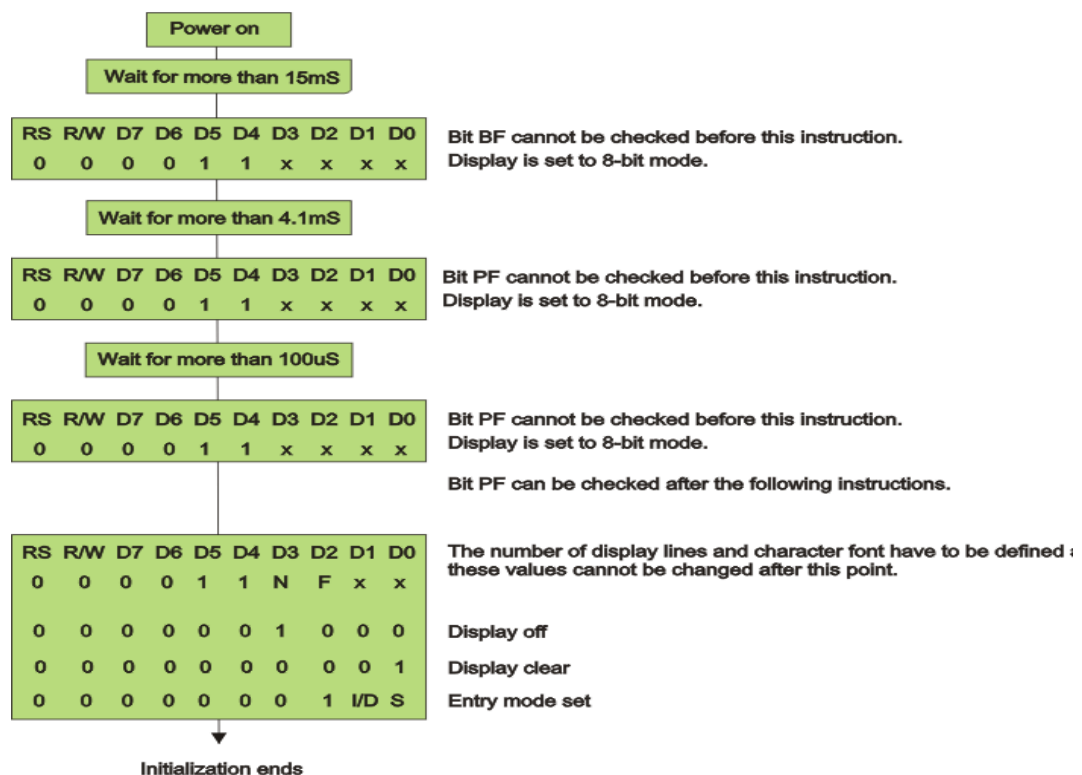 Power on
Wait for more than 15mS
RS R/W D7 D6 D5 D4 D3 D2 D1 D0
0 0 0 0 1 1 x x x x
Bit BF cannot be checked before this instruction.
Display is set to 8-bit mode.
Wait for more than 4.1mS
RS R/W D7 D6 D5 D4 D3 D2 D1 D0
0 0 0 0 1 1 x x x x
Bit PF cannot be checked before this instruction.
Display is set to 8-bit mode.
Wait for more than 100uS
RS R/W D7 D6 D5 D4 D3 D2 D1 D0
0 0 0 0 1 1 x x x x
Bit PF cannot be checked before this instruction.
Display is set to 8-bit mode.
Bit PF can be checked after the following instructions.
RS R/W D7 D6 D5 D4 D3 D2 D1 D0
0 0 0 0 1 1 N F x x
The number of display lines and character font have to be defined
these values cannot be changed after this point.
0 0 0 0 0 0 1 0 0 0
Display off
0 0 0 0 0 0 0 0 0 1
Display clear
0 0 0 0 0 0 0 1 I/D S
Entry mode set
Initialization ends